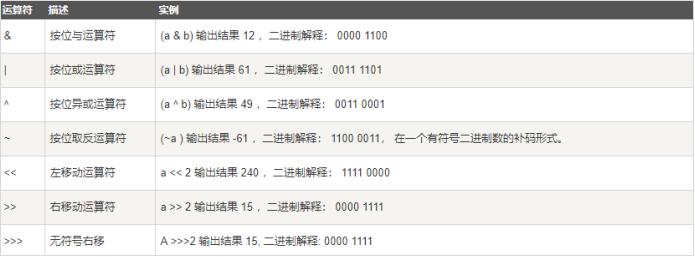 运算符 描述 实例
& 按位与运算符 (a & b) 输出结果 12 ，二进制解释： 0000 1100
| 按位或运算符 (a | b) 输出结果 61 ，二进制解释： 0011 1101
^ 按位异或运算符 (a ^ b) 输出结果 49 ，二进制解释： 0011 0001
~ 按位取反运算符 (~a ) 输出结果 -61 ，二进制解释： 1100 0011， 在一个有符号二进制数的补码形式。
<< 左移动运算符 a << 2 输出结果 240 ，二进制解释： 1111 0000
>> 右移动运算符 a >> 2 输出结果 15 ，二进制解释： 0000 1111
>>> 无符号右移 A >>>2 输出结果 15, 二进制解释: 0000 1111